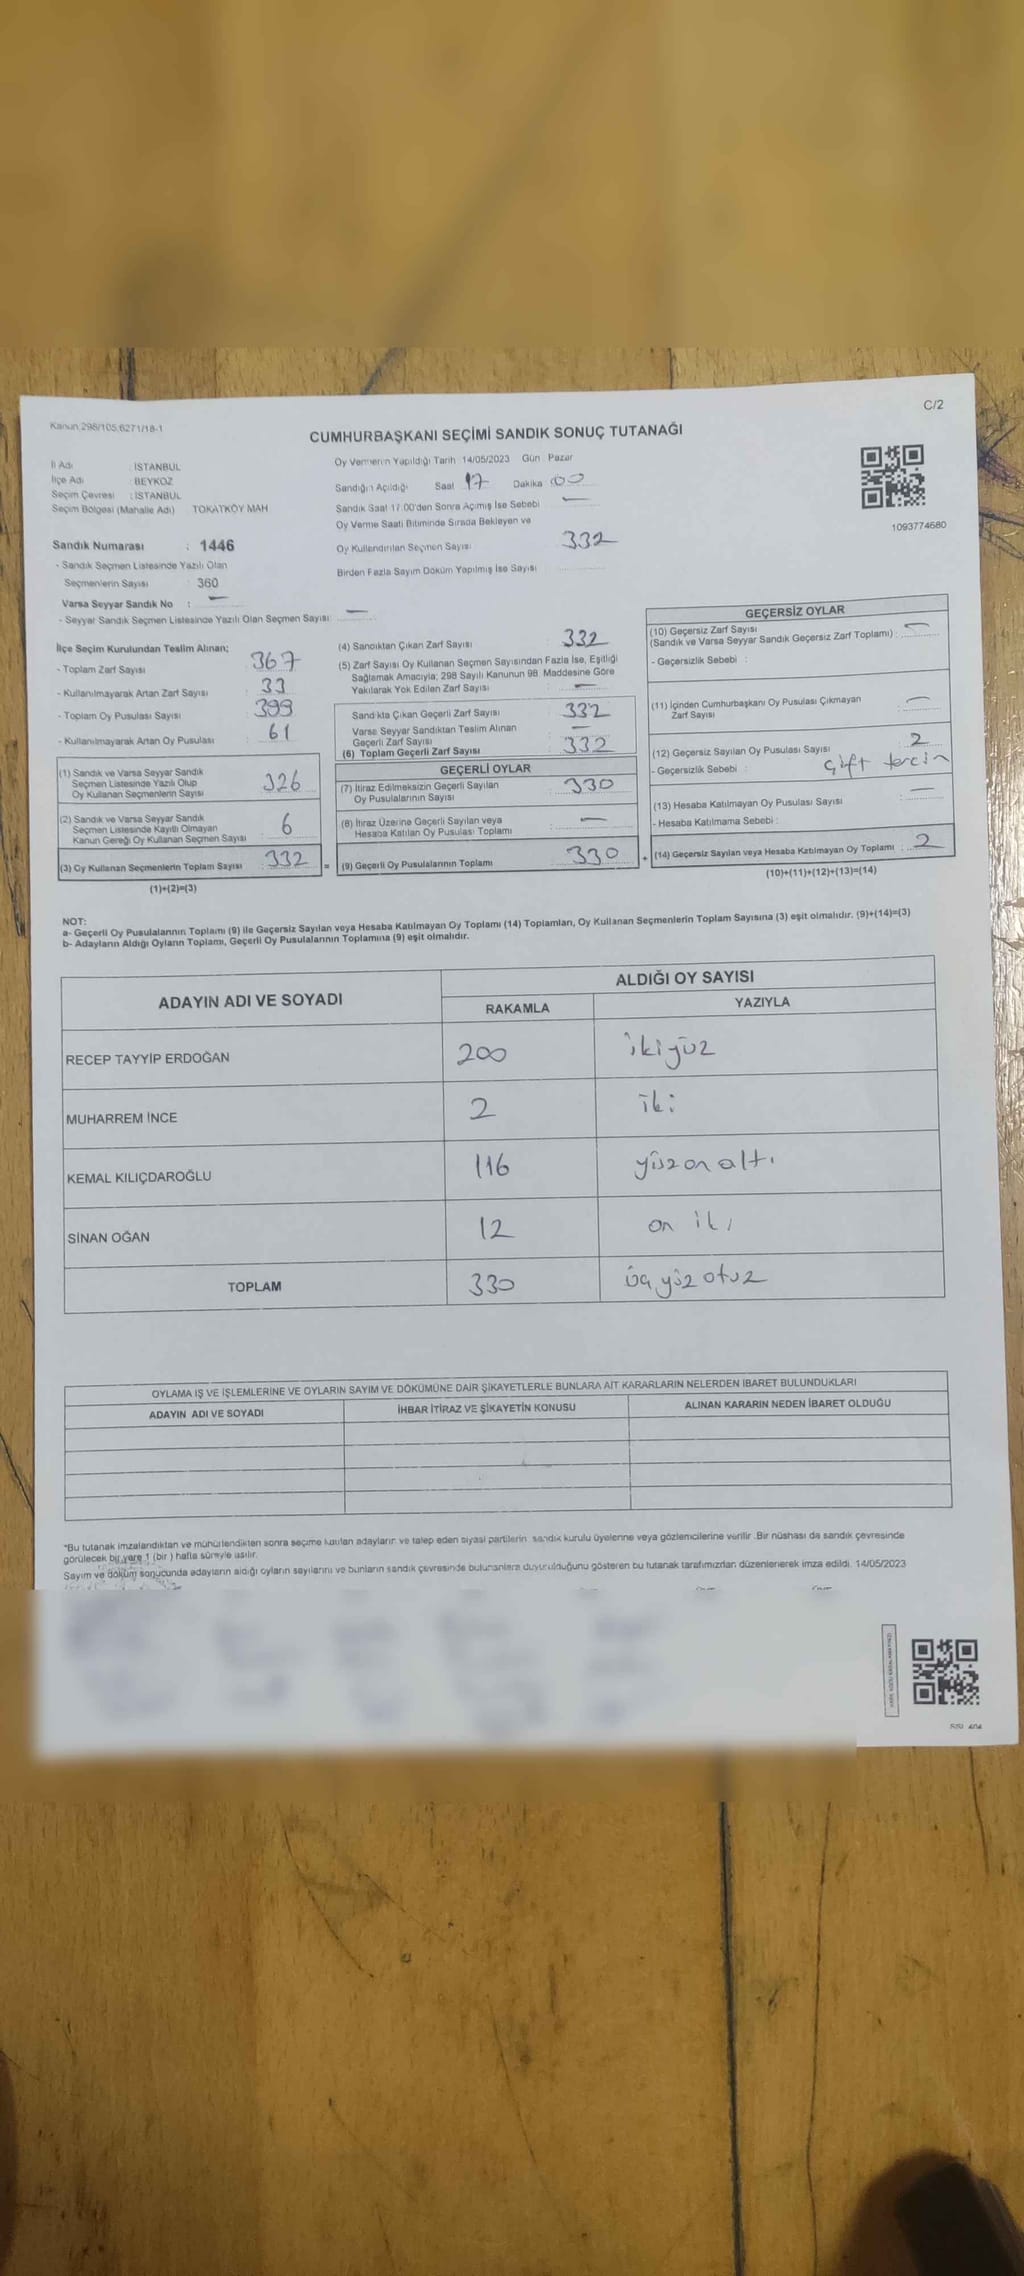 C/2
Kanun 298/105,6271/18-1
CUMHURBAŞKANI SEÇİMİ SANDIK SONUÇ TUTANAĞI
İl Adı : İSTANBUL
İlçe Adı : BEYKOZ
Seçim Çevresi : İSTANBUL
Seçim Bölgesi (Mahalle Adı) TOKATKÖY MAH
Sandık Numarası : 1446
- Sandık Seçmen Listesinde Yazılı Olan
Seçmenlerin Sayısı : 360
Varsa Seyyar Sandık No : —
- Seyyar Sandık Seçmen Listesinde Yazılı Olan Seçmen Sayısı: —
Oy Vermenin Yapıldığı Tarih 14/05/2023 Gün : Pazar
Sandığın Açıldığı Saat 17 Dakika 00
Sandık Saat 17:00'den Sonra Açımış İse Sebebi —
Oy Verme Saati Bitiminde Sırada Bekleyen ve
Oy Kullandırılan Seçmen Sayısı 332
Birden Fazla Sayım Döküm Yapılmış İse Sayısı
1093774680
İlçe Seçim Kurulundan Teslim Alınan;
- Toplam Zarf Sayısı : 367
- Kullanılmayarak Artan Zarf Sayısı : 33
- Toplam Oy Pusulası Sayısı : 399
- Kullanılmayarak Artan Oy Pusulası : 61
(1) Sandık ve Varsa Seyyar Sandık
Seçmen Listesinde Yazılı Olup
Oy Kullanan Seçmenlerin Sayısı 326
(2) Sandık ve Varsa Seyyar Sandık
Seçmen Listesinde Kayıtlı Olmayan
Kanun Gereği Oy Kullanan Seçmen Sayısı 6
(3) Oy Kullanan Seçmenlerin Toplam Sayısı : 332 =
(1)+(2)=(3)
(4) Sandıktan Çıkan Zarf Sayısı : 332
(5) Zarf Sayısı Oy Kullanan Seçmen Sayısından Fazla İse, Eşitliği
Sağlamak Amacıyla; 298 Sayılı Kanunun 98. Maddesine Göre
Yakılarak Yok Edilen Zarf Sayısı : —
Sandıkta Çıkan Geçerli Zarf Sayısı : 332
Varsa Seyyar Sandıktan Teslim Alınan
Geçerli Zarf Sayısı : —
(6) Toplam Geçerli Zarf Sayısı : 332
GEÇERLİ OYLAR
(7) İtiraz Edilmeksizin Geçerli Sayılan
Oy Pusulalarının Sayısı : 330
(8) İtiraz Üzerine Geçerli Sayılan veya
Hesaba Katılan Oy Pusulası Toplamı : —
(9) Geçerli Oy Pusulalarının Toplamı : 330 +
GEÇERSİZ OYLAR
(10) Geçersiz Zarf Sayısı
(Sandık ve Varsa Seyyar Sandık Geçersiz Zarf Toplamı) : —
- Geçersizlik Sebebi :
(11) İçinden Cumhurbaşkanı Oy Pusulası Çıkmayan
Zarf Sayısı : —
(12) Geçersiz Sayılan Oy Pusulası Sayısı : 2
- Geçersizlik Sebebi : çift tercin
(13) Hesaba Katılmayan Oy Pusulası Sayısı : —
- Hesaba Katılmama Sebebi :
(14) Geçersiz Sayılan veya Hesaba Katılmayan Oy Toplamı : 2
(10)+(11)+(12)+(13)=(14)
NOT:
a- Geçerli Oy Pusulalarının Toplamı (9) ile Geçersiz Sayılan veya Hesaba Katılmayan Oy Toplamı (14) Toplamları, Oy Kullanan Seçmenlerin Toplam Sayısına (3) eşit olmalıdır. (9)+(14)=(3)
b- Adayların Aldığı Oyların Toplamı, Geçerli Oy Pusulalarının Toplamına (9) eşit olmalıdır.
ADAYIN ADI VE SOYADI ALDIĞI OY SAYISI
RAKAMLA YAZIYLA
RECEP TAYYİP ERDOĞAN 200 ikiyüz
MUHARREM İNCE 2 iki
KEMAL KILIÇDAROĞLU 116 yüzonaltı
SİNAN OĞAN 12 on iki
TOPLAM 330 üçyüz otuz
OYLAMA İŞ VE İŞLEMLERİNE VE OYLARIN SAYIM VE DÖKÜMÜNE DAİR ŞİKAYETLERLE BUNLARA AİT KARARLARIN NELERDEN İBARET BULUNDUKLARI
ADAYIN ADI VE SOYADI İHBAR İTİRAZ VE ŞİKAYETİN KONUSU ALINAN KARARIN NEDEN İBARET OLDUĞU
*Bu tutanak imzalandıktan ve mühürlendikten sonra seçime katılan adayların ve talep eden siyasi partilerin sandık kurulu üyelerine veya gözlemcilerine verilir .Bir nüshası da sandık çevresinde
görülecek bir yere 1 (bir ) hafta süreyle asılır.
Sayım ve döküm sonucunda adayların aldığı oyların sayılarını ve bunların sandık çevresinde bulunanlara duyurulduğunu gösteren bu tutanak tarafımızdan düzenlenerek imza edildi. 14/05/2023